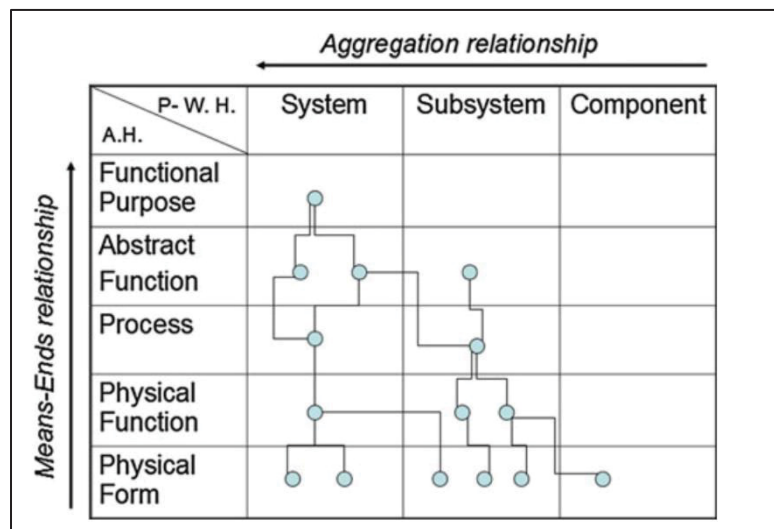 Aggregation relationship
P- W. H.
A.H.
System
Subsystem
Component
Means-Ends relationship
Functional
Purpose
Abstract
Function
Process
Physical
Function
Physical
Form